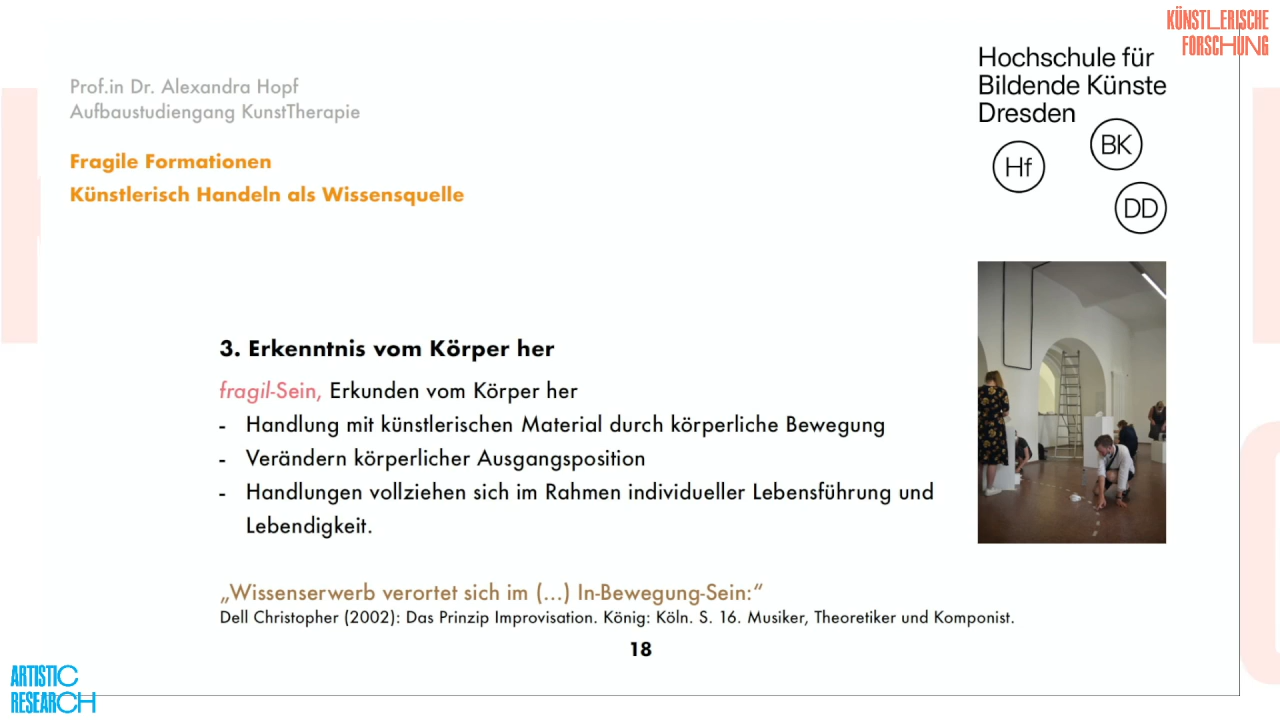 KÜNSTLERISCHE
FORSCHUNG
Hochschule für
Bildende Künste
Dresden
Hf
BK
DD
Prof.in Dr. Alexandra Hopf
Aufbaustudiengang KunstTherapie
Fragile Formationen
Künstlerisch Handeln als Wissensquelle
3. Erkenntnis vom Körper her
fragil-Sein, Erkunden vom Körper her
- Handlung mit künstlerischen Material durch körperliche Bewegung
- Verändern körperlicher Ausgangsposition
- Handlungen vollziehen sich im Rahmen individueller Lebensführung und
Lebendigkeit.
„Wissenserwerb verortet sich im (...) In-Bewegung-Sein:“
Dell Christopher (2002): Das Prinzip Improvisation. König: Köln. S. 16. Musiker, Theoretiker und Komponist.
18
ARTISTIC
RESEARCH